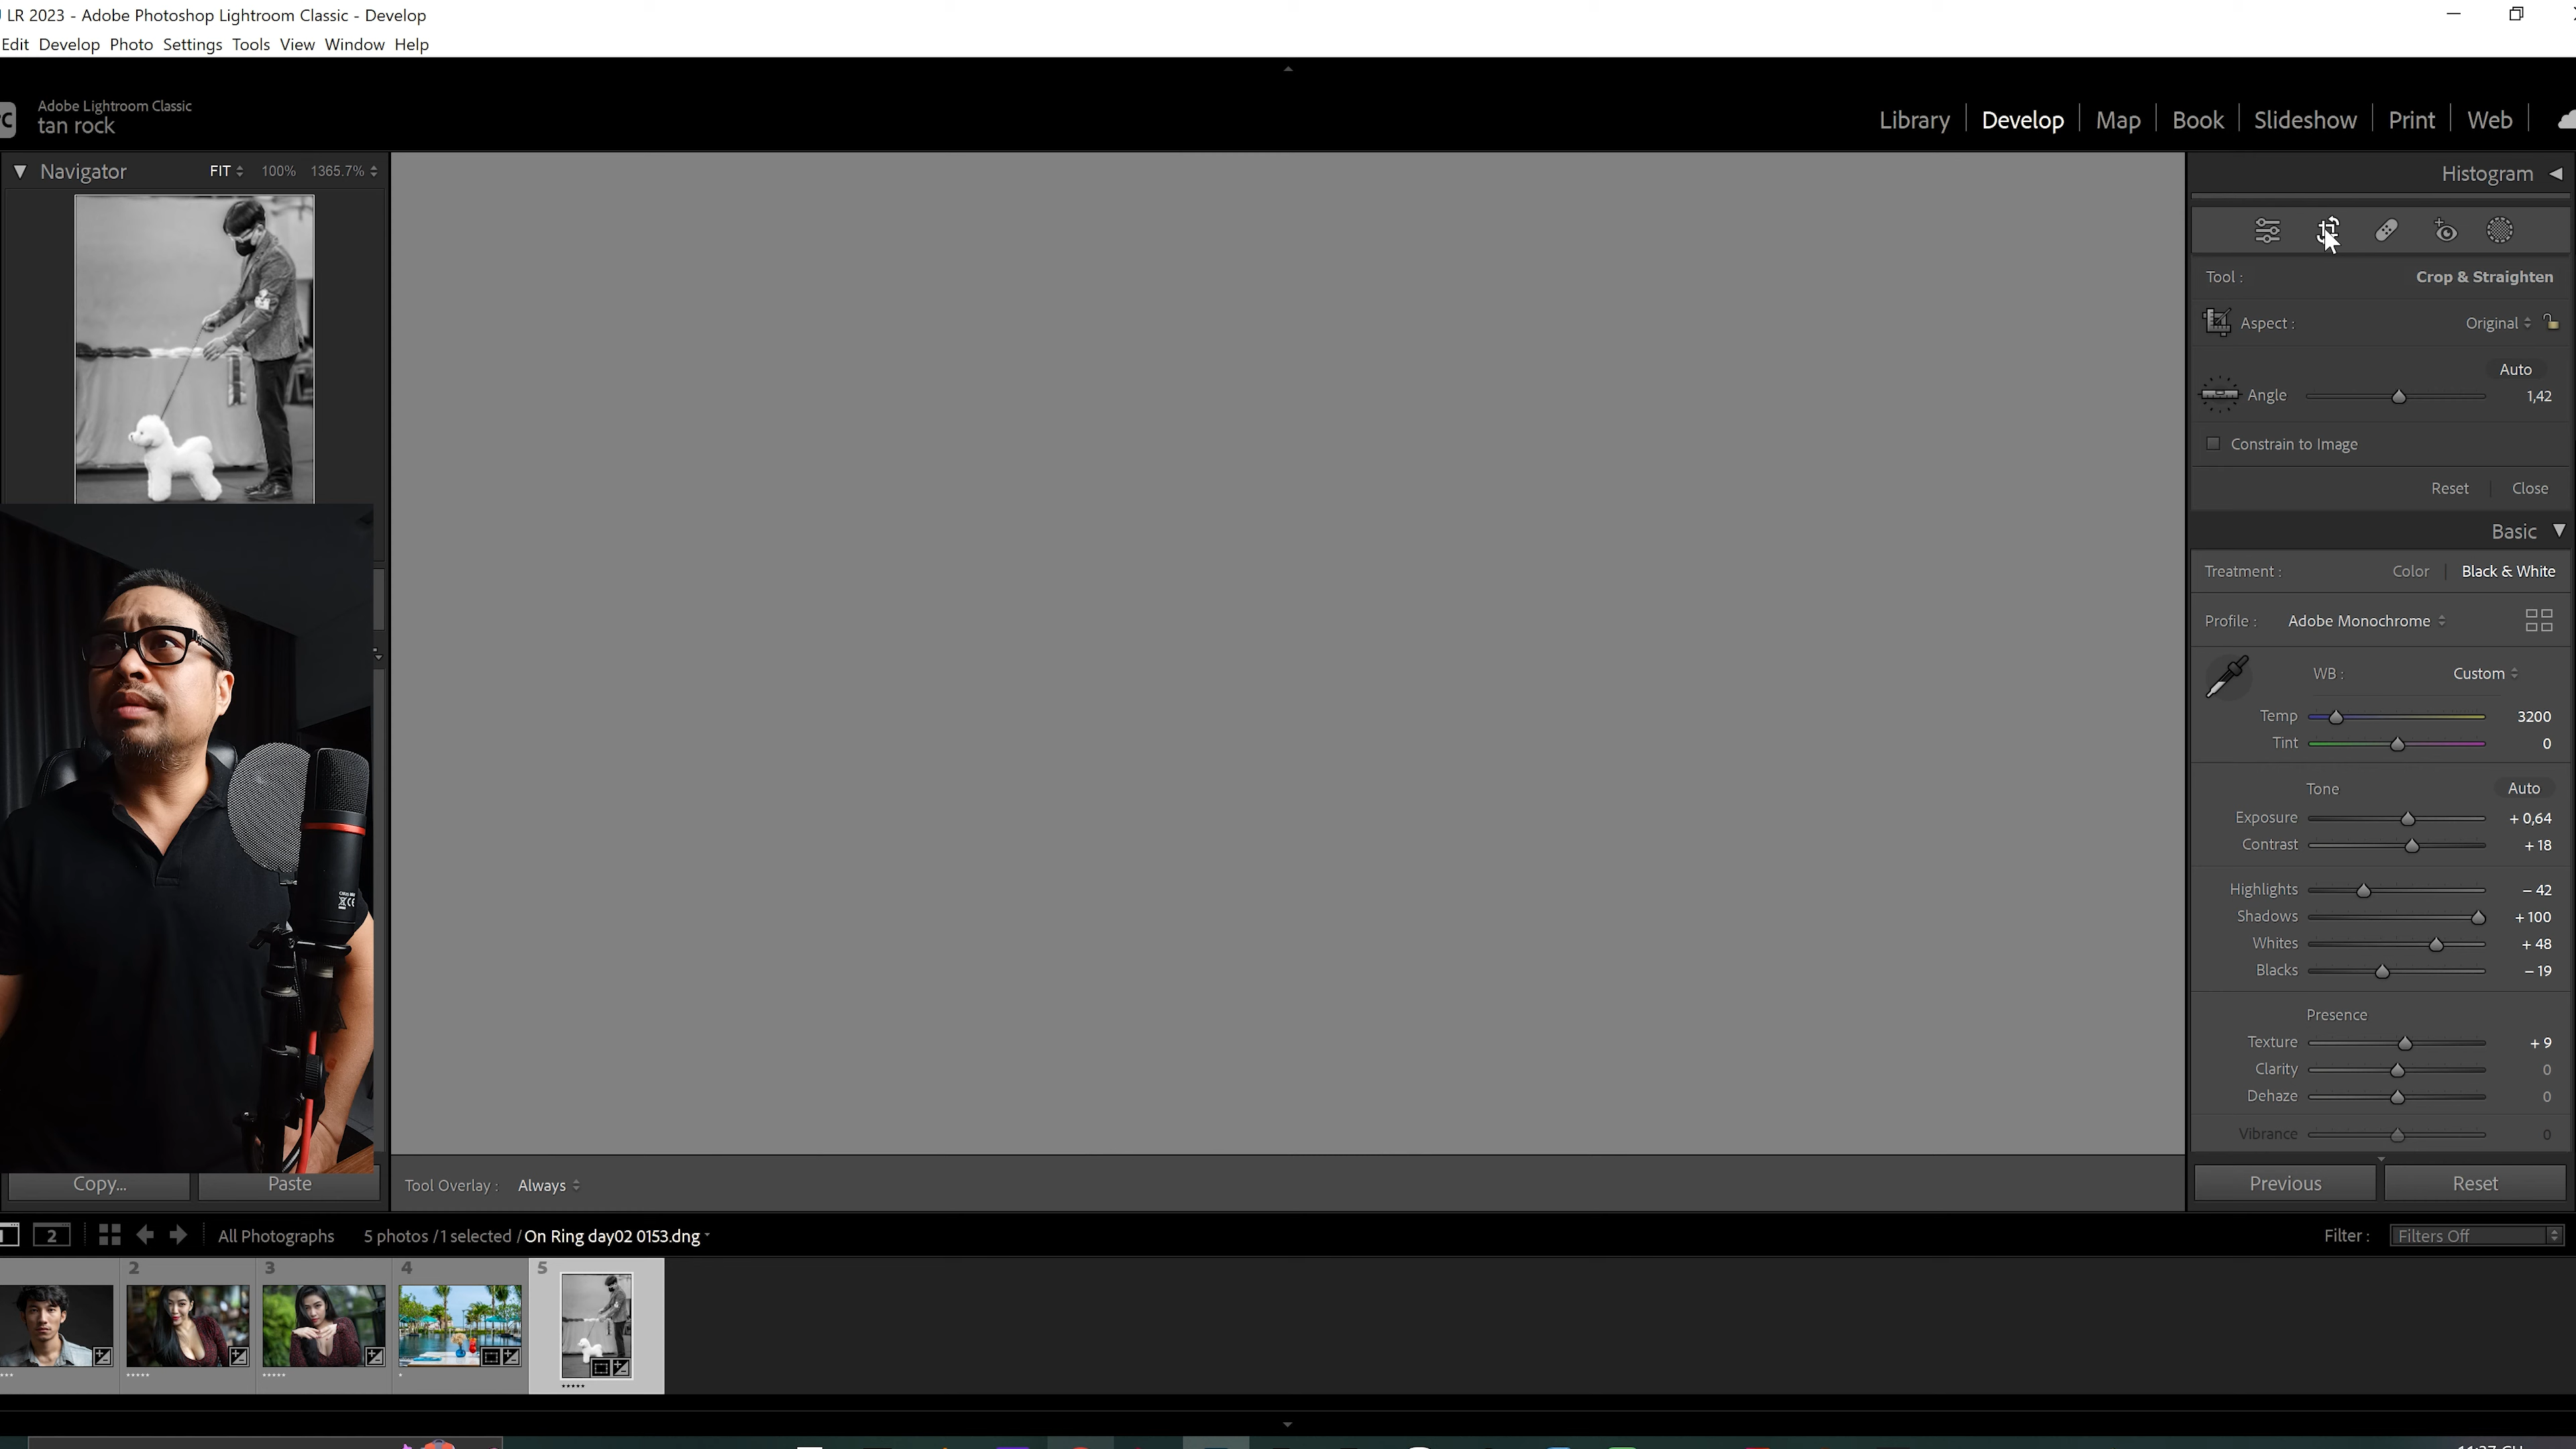 LR 2023 - Adobe Photoshop Lightroom Classic - Develop
Edit Develop Photo Settings Tools View Window Help
Adobe Lightroom Classic
tan rock
Library Develop Map Book Slideshow Print Web
Navigator FIT 100% 1365.7%
Histogram
Tool : Crop & Straighten
Aspect : Original
Auto
Angle 1,42
Constrain to Image
Reset Close
Basic
Treatment : Color Black & White
Profile : Adobe Monochrome
WB : Custom
Temp 3200
Tint 0
Tone Auto
Exposure + 0,64
Contrast + 18
Highlights – 42
Shadows + 100
Whites + 48
Blacks – 19
Presence
Texture + 9
Clarity 0
Dehaze 0
Vibrance 0
Copy... Paste
Tool Overlay : Always
Previous Reset
2 All Photographs 5 photos / 1 selected / On Ring day02 0153.dng
Filter : Filters Off
2 3 4 5